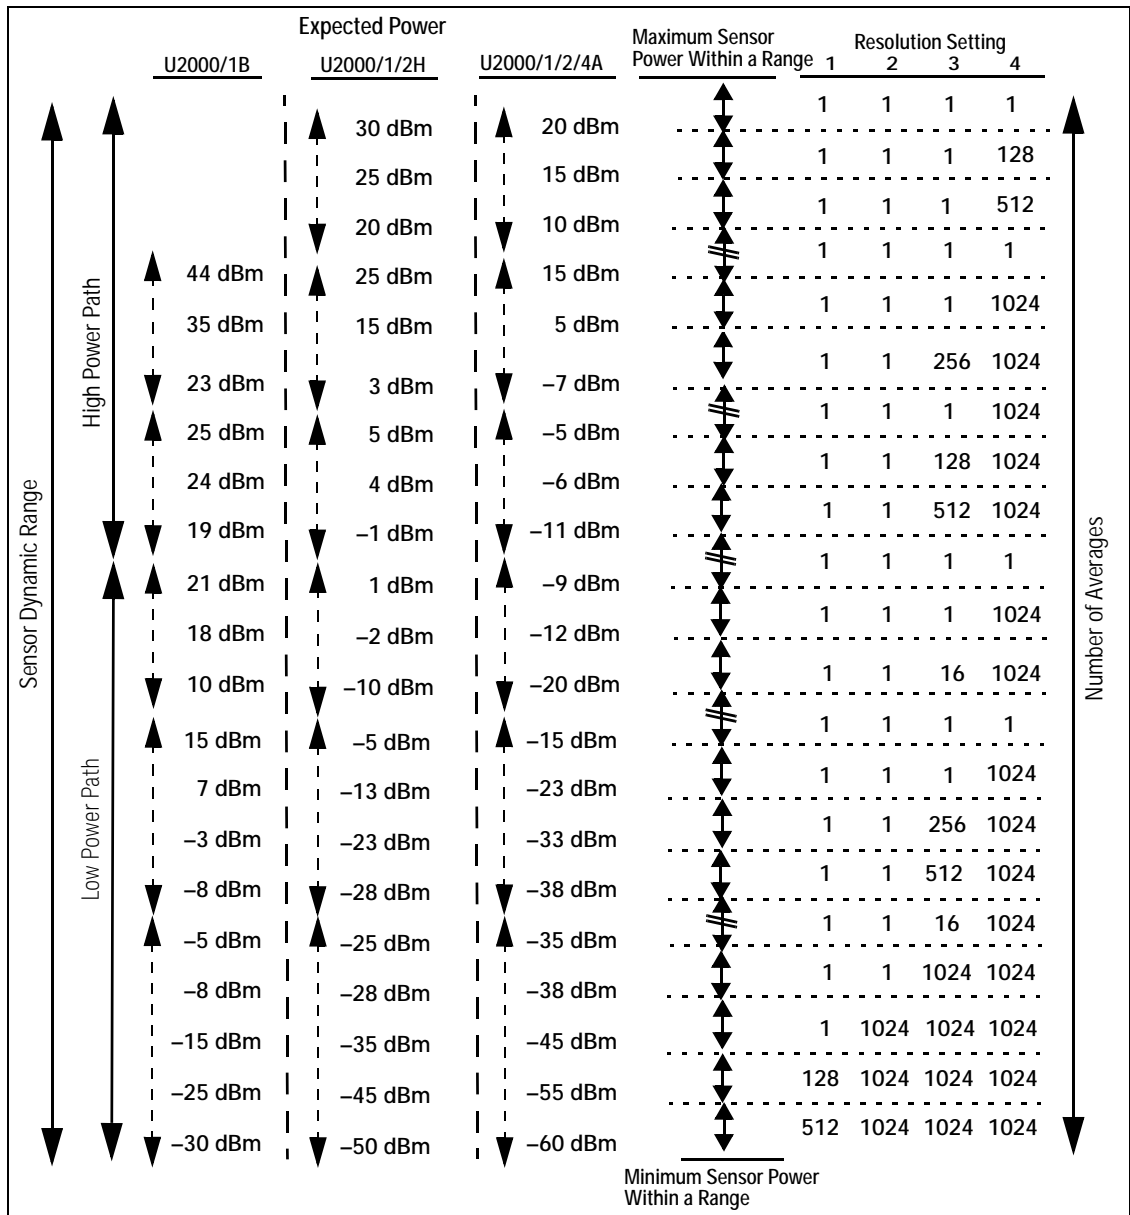 Expected Power
Maximum Sensor
Power Within a Range
Resolution Setting
U2000/1B U2000/1/2H U2000/1/2/4A 1 2 3 4
1 1 1 1
30 dBm 20 dBm
1 1 1 128
25 dBm 15 dBm
1 1 1 512
20 dBm 10 dBm
1 1 1 1
44 dBm 25 dBm 15 dBm
1 1 1 1024
35 dBm 15 dBm 5 dBm
1 1 256 1024
23 dBm 3 dBm –7 dBm
1 1 1 1024
25 dBm 5 dBm –5 dBm
1 1 128 1024
24 dBm 4 dBm –6 dBm
1 1 512 1024
19 dBm –1 dBm –11 dBm
1 1 1 1
21 dBm 1 dBm –9 dBm
1 1 1 1024
18 dBm –2 dBm –12 dBm
1 1 16 1024
10 dBm –10 dBm –20 dBm
1 1 1 1
15 dBm –5 dBm –15 dBm
1 1 1 1024
7 dBm –13 dBm –23 dBm
1 1 256 1024
–3 dBm –23 dBm –33 dBm
1 1 512 1024
–8 dBm –28 dBm –38 dBm
1 1 16 1024
–5 dBm –25 dBm –35 dBm
1 1 1024 1024
–8 dBm –28 dBm –38 dBm
1 1024 1024 1024
–15 dBm –35 dBm –45 dBm
128 1024 1024 1024
–25 dBm –45 dBm –55 dBm
512 1024 1024 1024
–30 dBm –50 dBm –60 dBm
Minimum Sensor Power
Within a Range
Sensor Dynamic Range
High Power Path
Low Power Path
Number of Averages